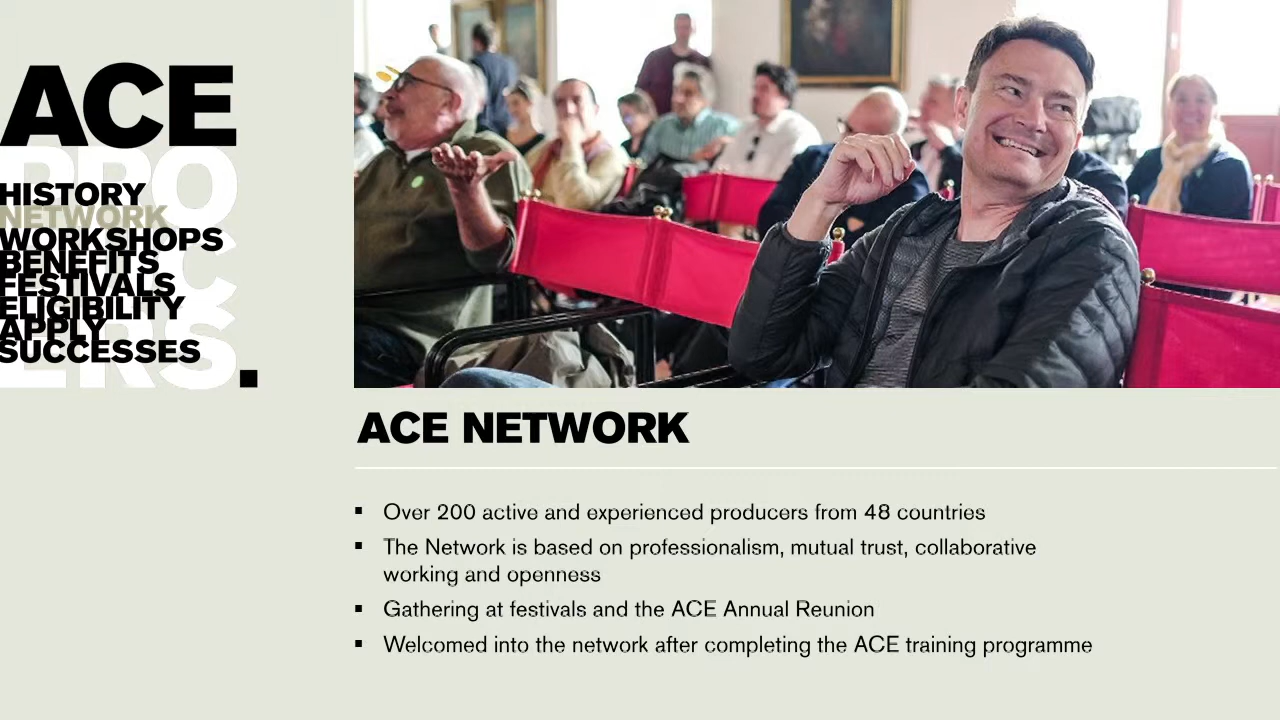 ACE
PRO
HISTORY
NETWORK
WORKSHOPS
BENEFITS
FESTIVALS
ELIGIBILITY
APPLY
SUCCESSES
ERS.
ACE NETWORK
▪ Over 200 active and experienced producers from 48 countries
▪ The Network is based on professionalism, mutual trust, collaborative
working and openness
▪ Gathering at festivals and the ACE Annual Reunion
▪ Welcomed into the network after completing the ACE training programme